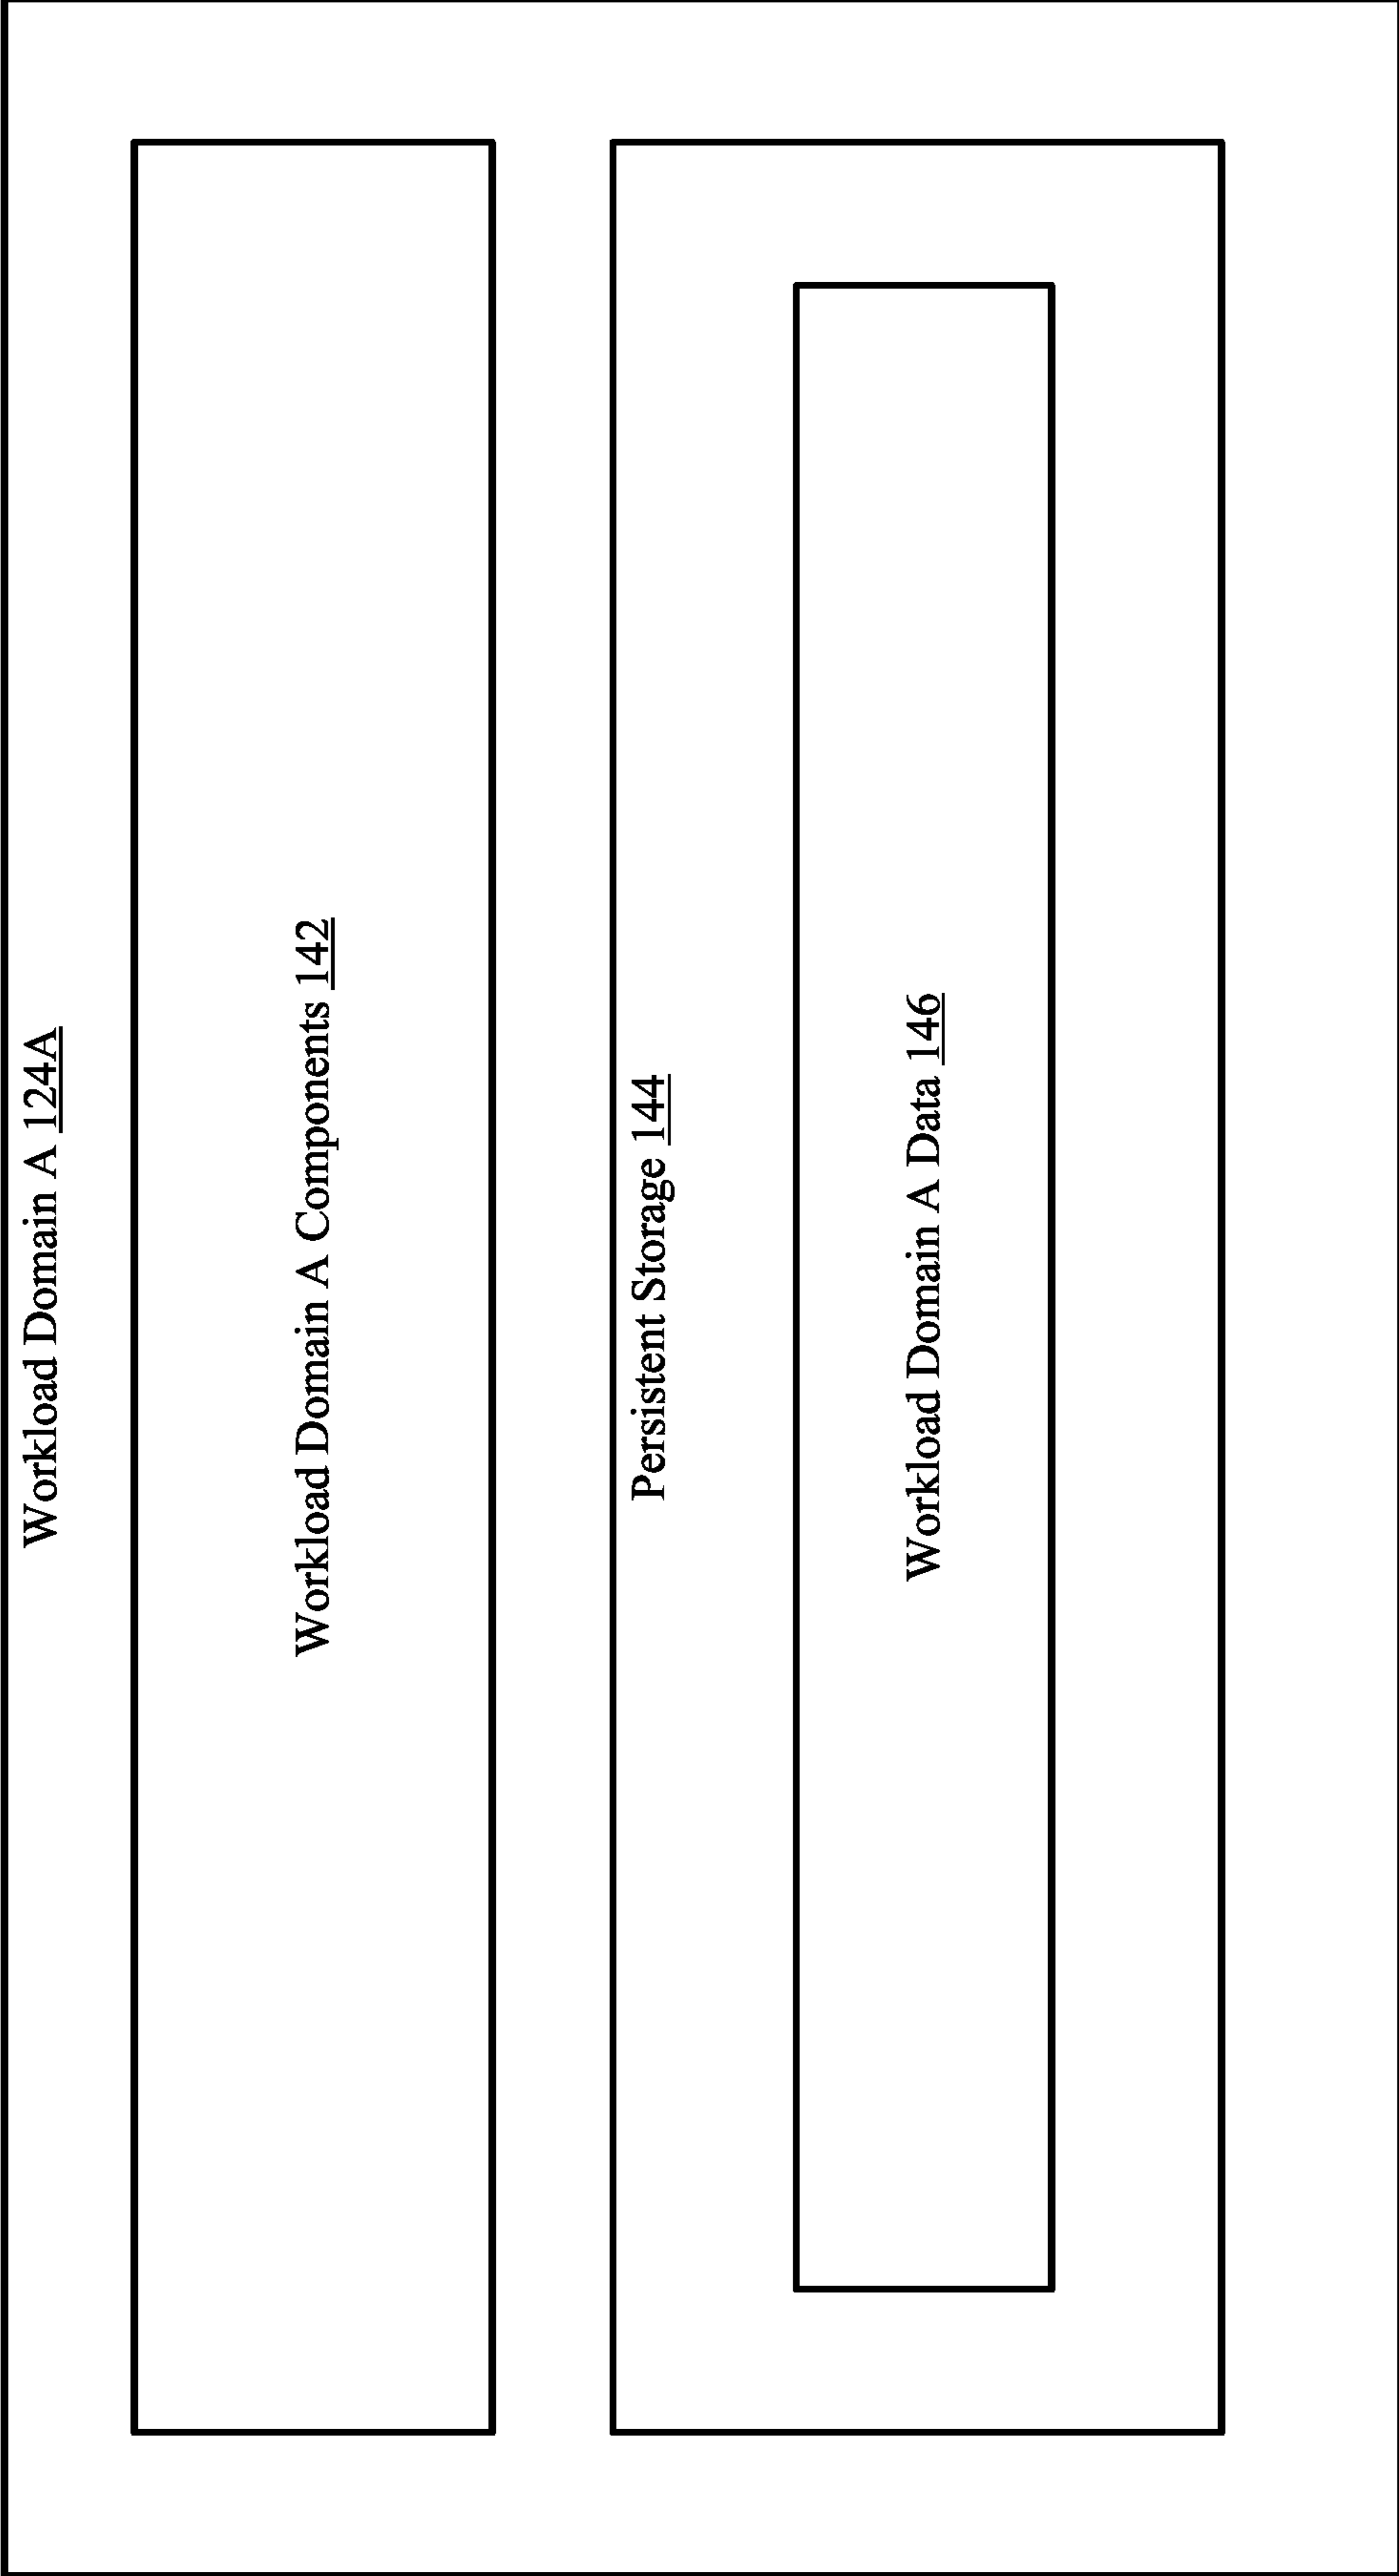 Workload Domain A 124A
Workload Domain A Components 142
Persistent Storage 144
Workload Domain A Data 146